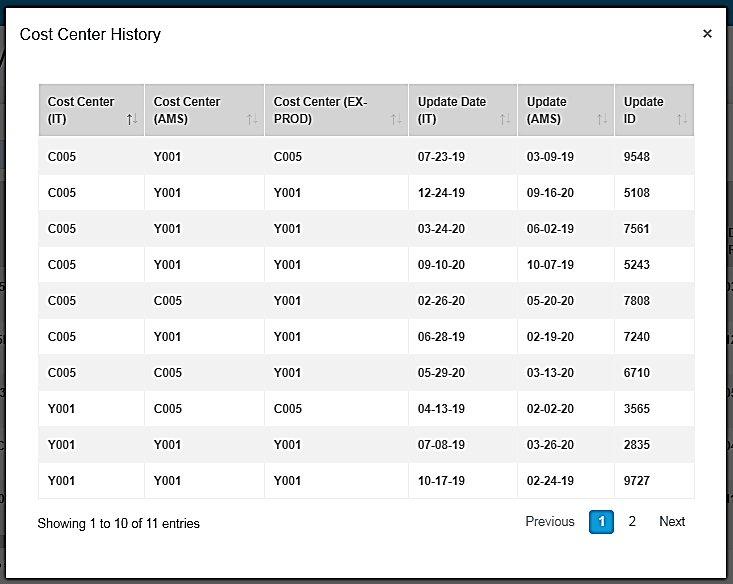 Cost Center History ×
Cost Center (IT) Cost Center (AMS) Cost Center (EX-PROD) Update Date (IT) Update (AMS) Update ID
C005 Y001 C005 07-23-19 03-09-19 9548
C005 Y001 Y001 12-24-19 09-16-20 5108
C005 Y001 Y001 03-24-20 06-02-19 7561
C005 Y001 Y001 09-10-20 10-07-19 5243
C005 C005 Y001 02-26-20 05-20-20 7808
C005 Y001 Y001 06-28-19 02-19-20 7240
C005 C005 Y001 05-29-20 03-13-20 6710
Y001 C005 C005 04-13-19 02-02-20 3565
Y001 Y001 Y001 07-08-19 03-26-20 2835
Y001 Y001 Y001 10-17-19 02-24-19 9727
Showing 1 to 10 of 11 entries Previous 1 2 Next